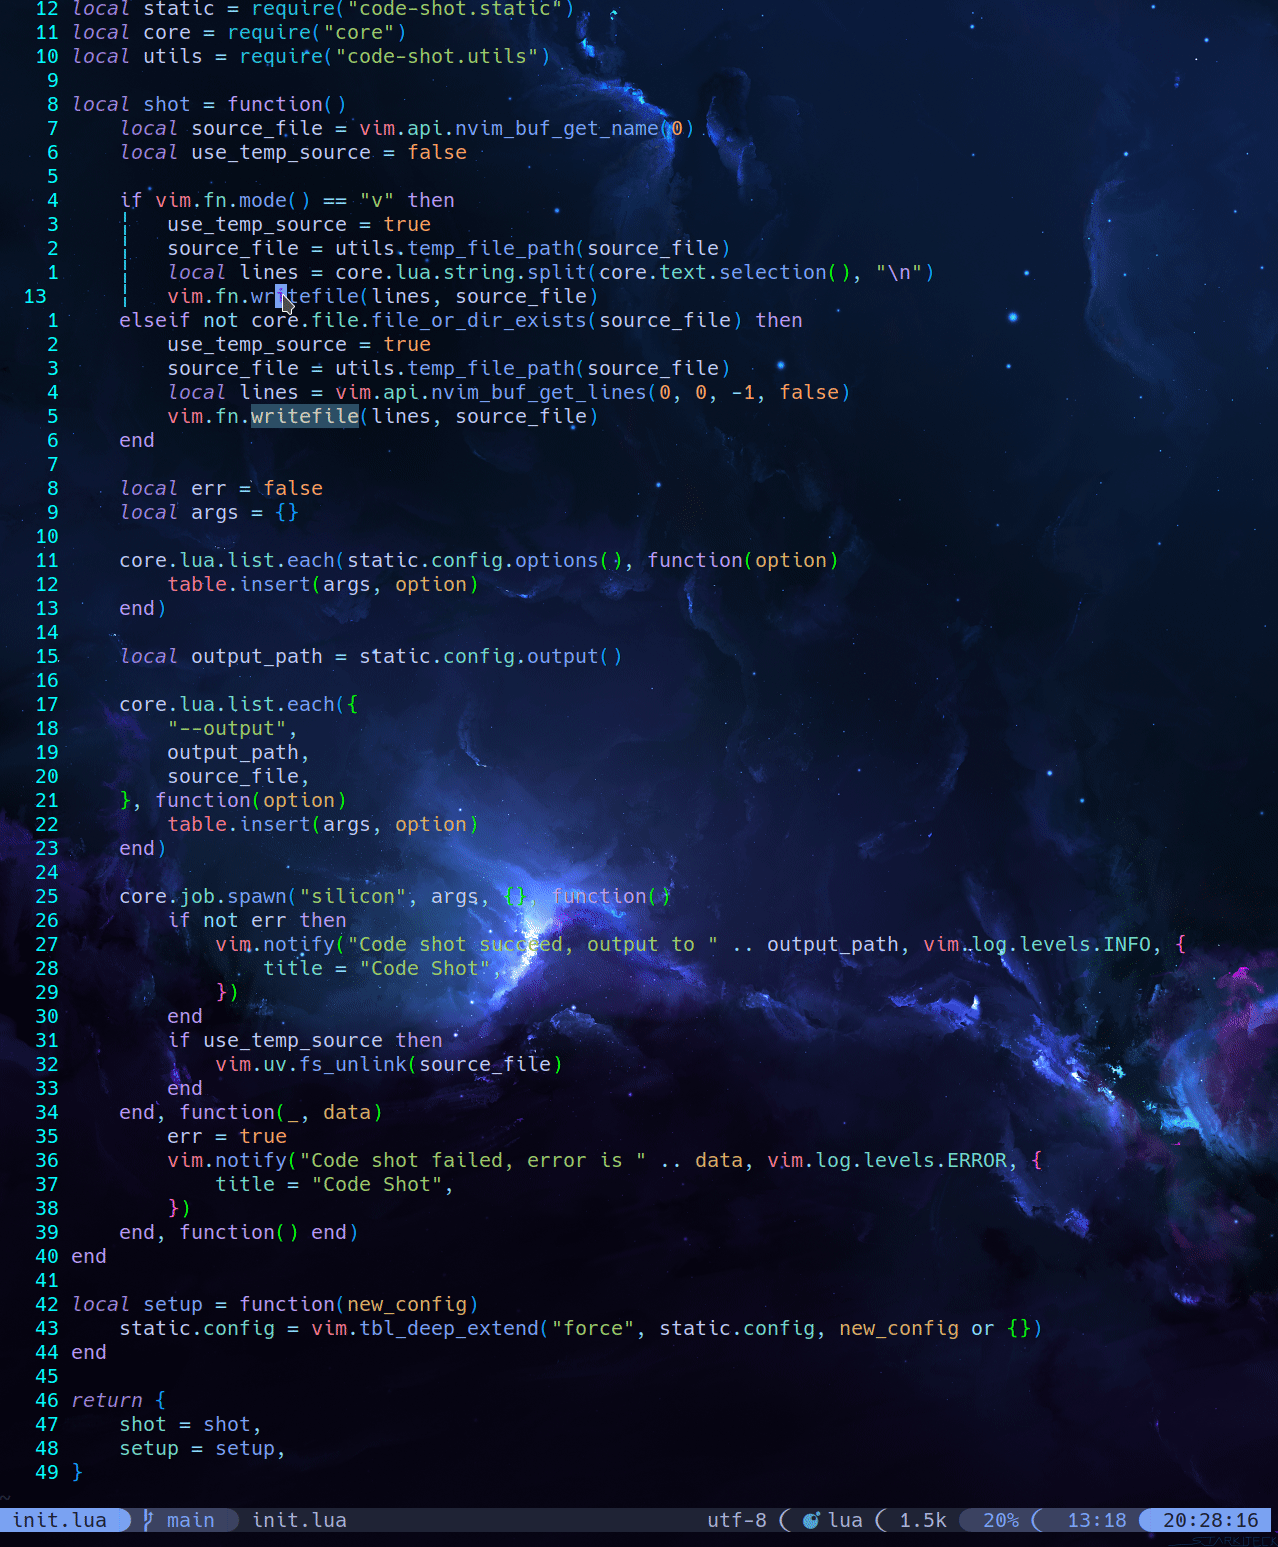 12 local static = require("code-shot.static")
11 local core = require("core")
10 local utils = require("code-shot.utils")
9
8 local shot = function()
7     local source_file = vim.api.nvim_buf_get_name(0)
6     local use_temp_source = false
5
4     if vim.fn.mode() == "v" then
3         use_temp_source = true
2         source_file = utils.temp_file_path(source_file)
1         local lines = core.lua.string.split(core.text.selection(), "\n")
13         vim.fn.writefile(lines, source_file)
1     elseif not core.file.file_or_dir_exists(source_file) then
2         use_temp_source = true
3         source_file = utils.temp_file_path(source_file)
4         local lines = vim.api.nvim_buf_get_lines(0, 0, -1, false)
5         vim.fn.writefile(lines, source_file)
6     end
7
8     local err = false
9     local args = {}
10
11     core.lua.list.each(static.config.options(), function(option)
12         table.insert(args, option)
13     end)
14
15     local output_path = static.config.output()
16
17     core.lua.list.each({
18         "--output",
19         output_path,
20         source_file,
21     }, function(option)
22         table.insert(args, option)
23     end)
24
25     core.job.spawn("silicon", args, {}, function()
26         if not err then
27             vim.notify("Code shot succeed, output to " .. output_path, vim.log.levels.INFO, {
28                 title = "Code Shot",
29             })
30         end
31         if use_temp_source then
32             vim.uv.fs_unlink(source_file)
33         end
34     end, function(_, data)
35         err = true
36         vim.notify("Code shot failed, error is " .. data, vim.log.levels.ERROR, {
37             title = "Code Shot",
38         })
39     end, function() end)
40 end
41
42 local setup = function(new_config)
43     static.config = vim.tbl_deep_extend("force", static.config, new_config or {})
44 end
45
46 return {
47     shot = shot,
48     setup = setup,
49 }
~
init.lua main init.lua utf-8 lua 1.5k 20% 13:18 20:28:16